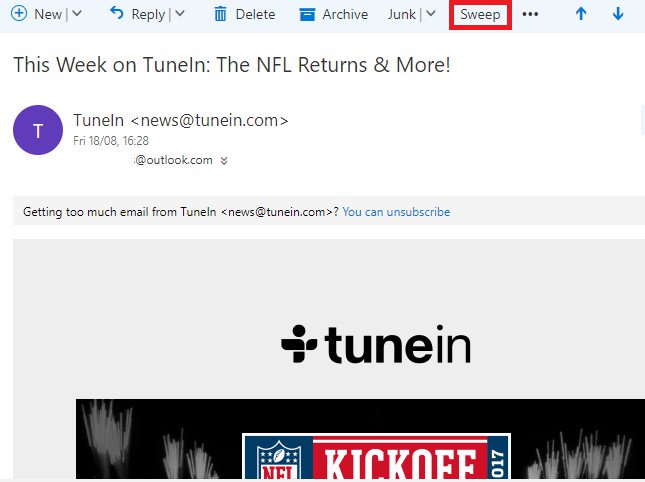 New | Reply | Delete Archive Junk | Sweep •••
This Week on TuneIn: The NFL Returns & More!
T
TuneIn <news@tunein.com>
Fri 18/08, 16:28
:@outlook.com
Getting too much email from TuneIn <news@tunein.com>? You can unsubscribe
tunein
NFL
KICKOFF
2017